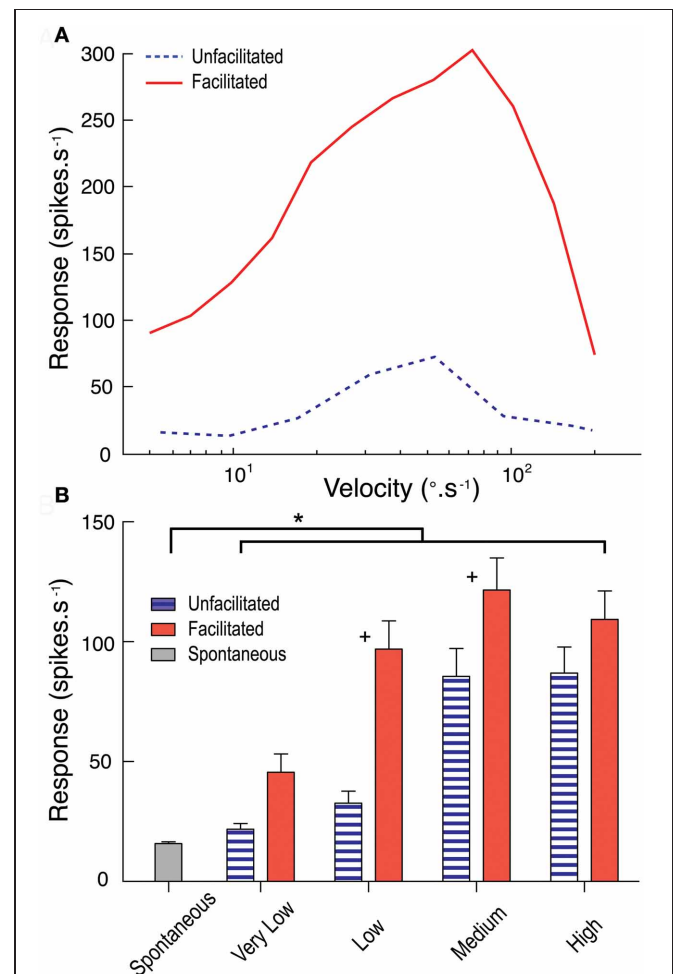 A
Unfacilitated
Facilitated
Response (spikes.s⁻¹)
300
250
200
150
100
50
0
10¹
10²
Velocity (°.s⁻¹)
B
*
Unfacilitated
Facilitated
Spontaneous
+
+
Response (spikes.s⁻¹)
150
100
50
0
Spontaneous
Very Low
Low
Medium
High